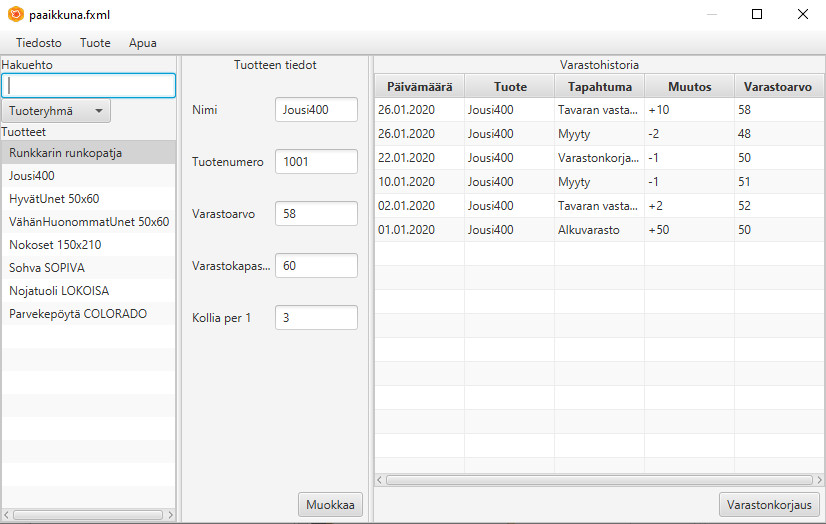 paaikkuna.fxml
Tiedosto Tuote Apua
Hakuehto
Tuoteryhmä
Tuotteet
Runkkarin runkopatja
Jousi400
HyvätUnet 50x60
VähänHuonommatUnet 50x60
Nokoset 150x210
Sohva SOPIVA
Nojatuoli LOKOISA
Parvekepöytä COLORADO
Tuotteen tiedot
Nimi Jousi400
Tuotenumero 1001
Varastoarvo 58
Varastokapas... 60
Kollia per 1 3
Muokkaa
Varastohistoria
Päivämäärä Tuote Tapahtuma Muutos Varastoarvo
26.01.2020 Jousi400 Tavaran vasta... +10 58
26.01.2020 Jousi400 Myyty -2 48
22.01.2020 Jousi400 Varastonkorja... -1 50
10.01.2020 Jousi400 Myyty -1 51
02.01.2020 Jousi400 Tavaran vasta... +2 52
01.01.2020 Jousi400 Alkuvarasto +50 50
Varastonkorjaus